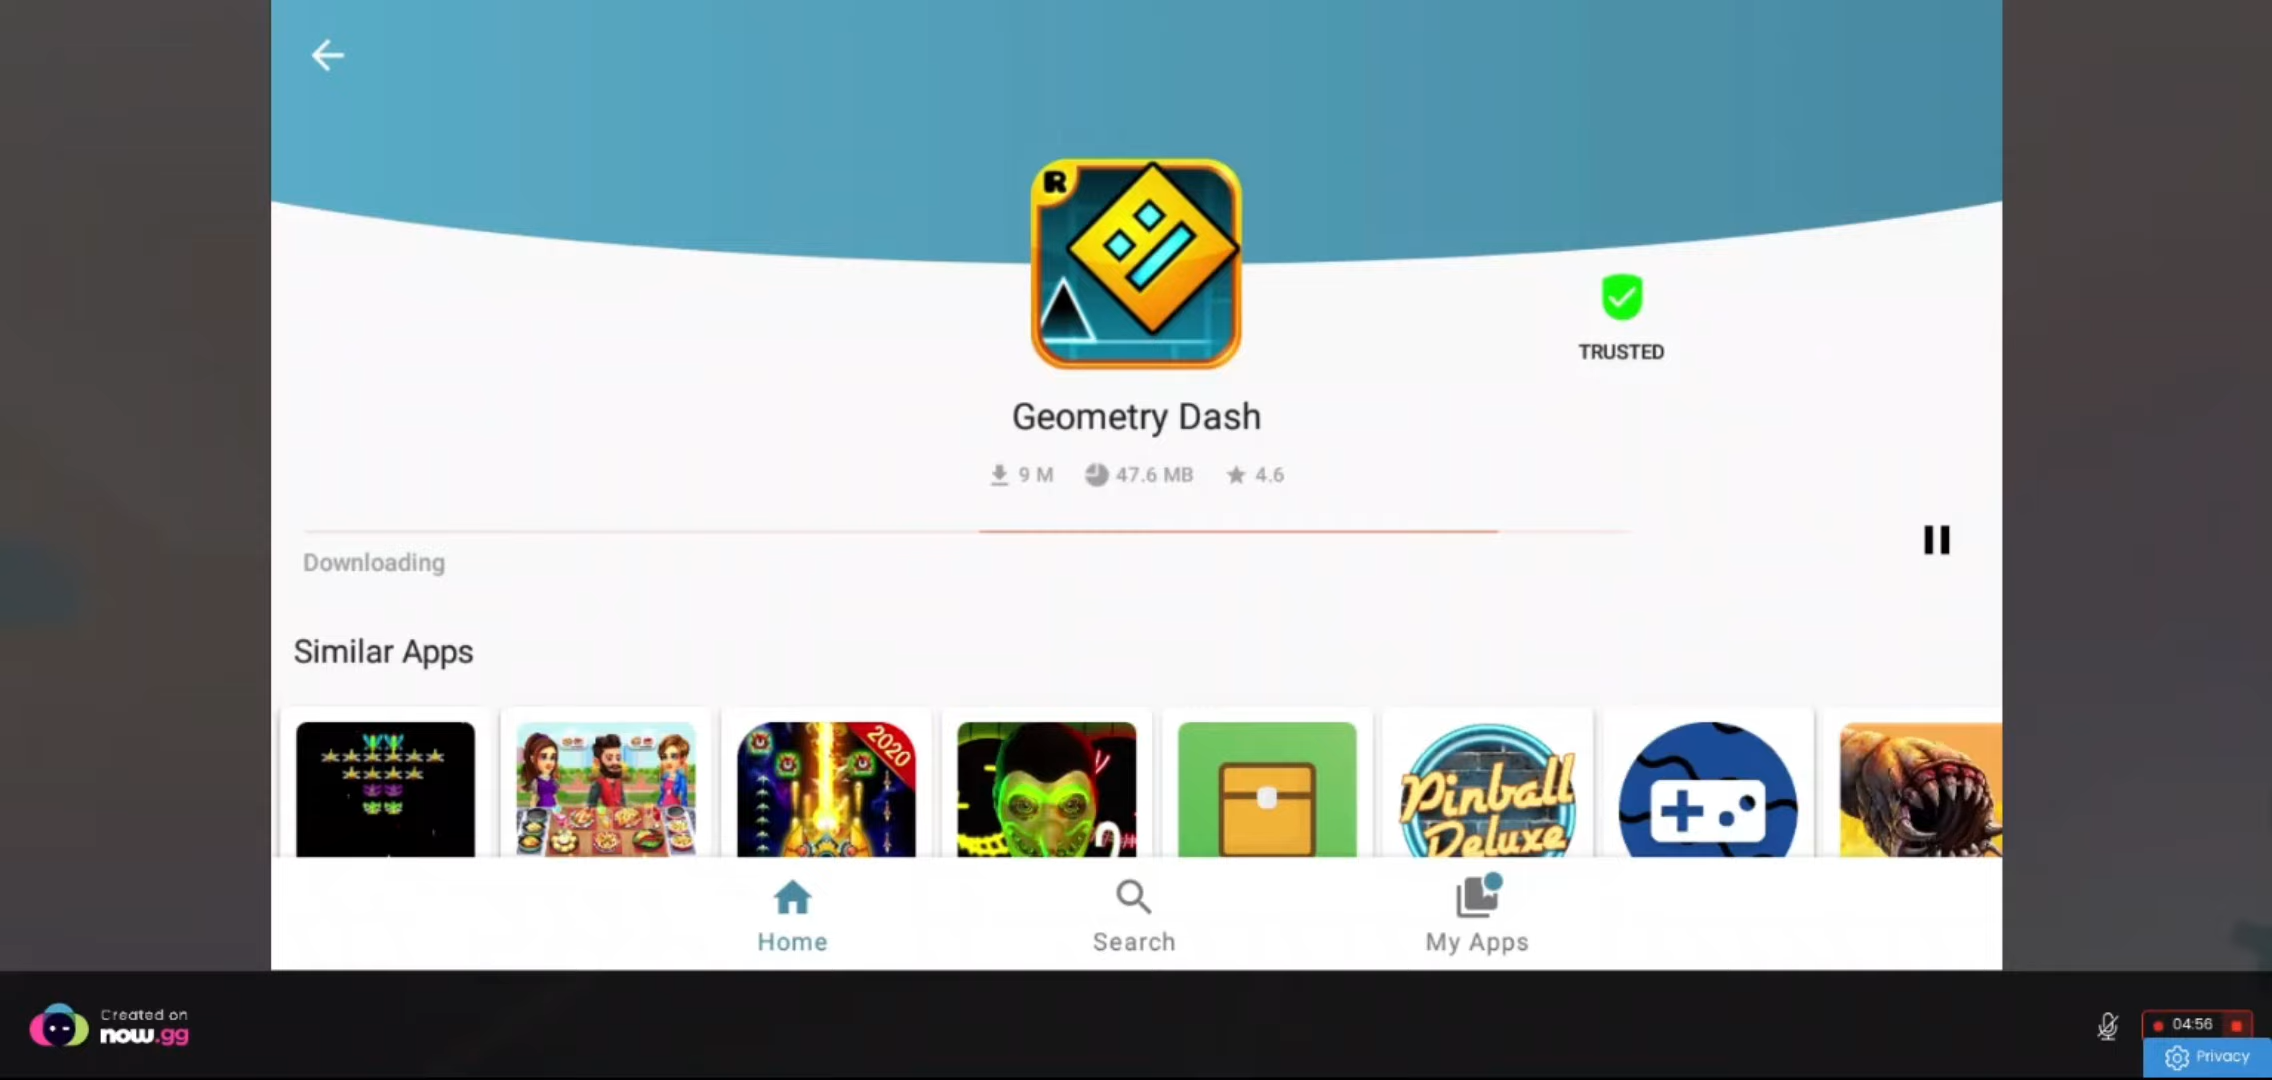 R
TRUSTED
Geometry Dash
9 M 47.6 MB 4.6
Downloading
Similar Apps
2020
?
Pinball
Deluxe
Home Search My Apps
Created on
now.gg
04:56
Privacy